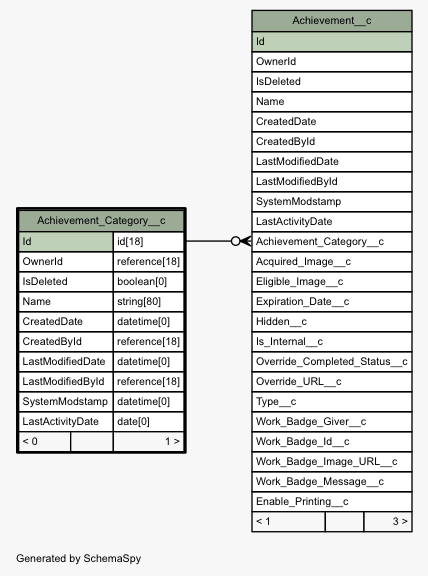 Achievement__c
Id
OwnerId
IsDeleted
Name
CreatedDate
CreatedById
LastModifiedDate
LastModifiedById
SystemModstamp
LastActivityDate
Achievement_Category__c
Acquired_Image__c
Eligible_Image__c
Expiration_Date__c
Hidden__c
Is_Internal__c
Override_Completed_Status__c
Override_URL__c
Type__c
Work_Badge_Giver__c
Work_Badge_Id__c
Work_Badge_Image_URL__c
Work_Badge_Message__c
Enable_Printing__c
< 1 3 >
Achievement_Category__c
Id id[18]
OwnerId reference[18]
IsDeleted boolean[0]
Name string[80]
CreatedDate datetime[0]
CreatedById reference[18]
LastModifiedDate datetime[0]
LastModifiedById reference[18]
SystemModstamp datetime[0]
LastActivityDate date[0]
< 0 1 >
Generated by SchemaSpy